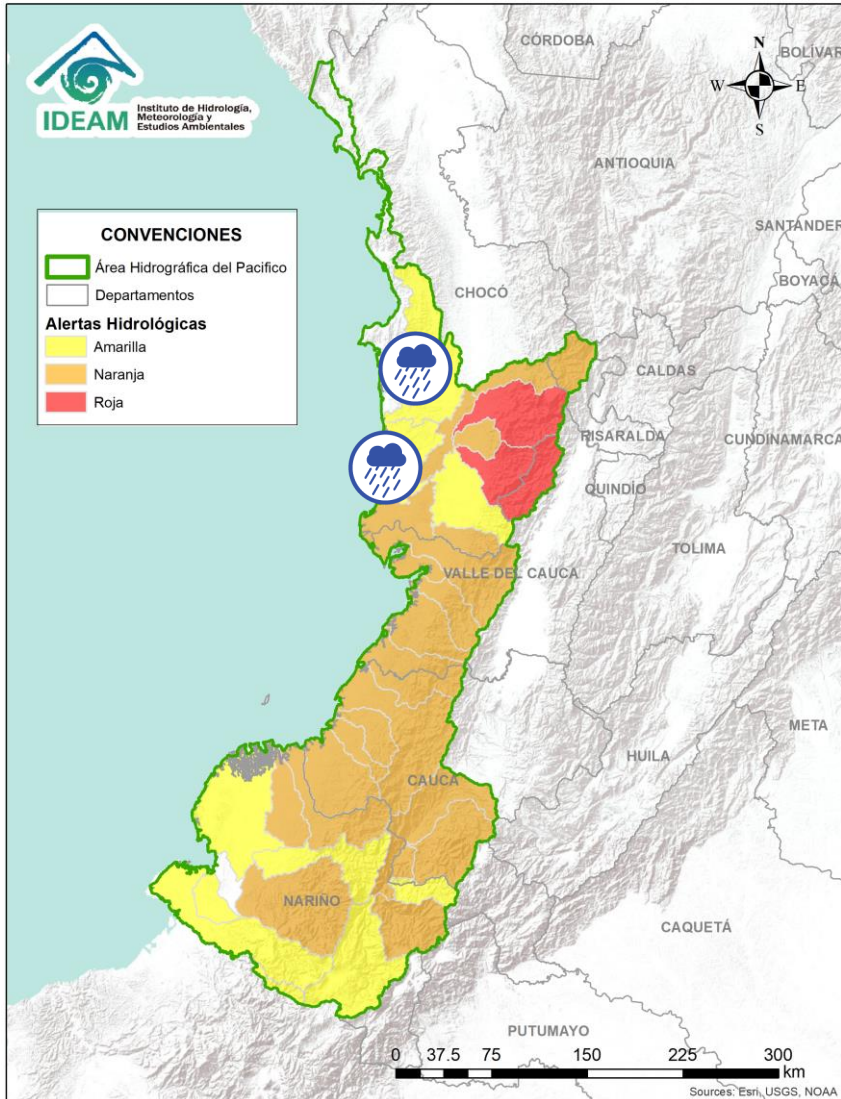 CÓRDOBA
BOLÍVAR
N
W E
S
IDEAM
Instituto de Hidrología,
Meteorología y
Estudios Ambientales
ANTIOQUIA
SANTANDER
BOYACÁ
CONVENCIONES
Área Hidrográfica del Pacifico
Departamentos
Alertas Hidrológicas
Amarilla
Naranja
Roja
CHOCÓ
CALDAS
RISARALDA
CUNDINAMARCA
QUINDÍO
TOLIMA
VALLE DEL CAUCA
META
HUILA
CAUCA
NARIÑO
CAQUETÁ
PUTUMAYO
0 37.5 75 150 225 300
km
Sources: Esri, USGS, NOAA